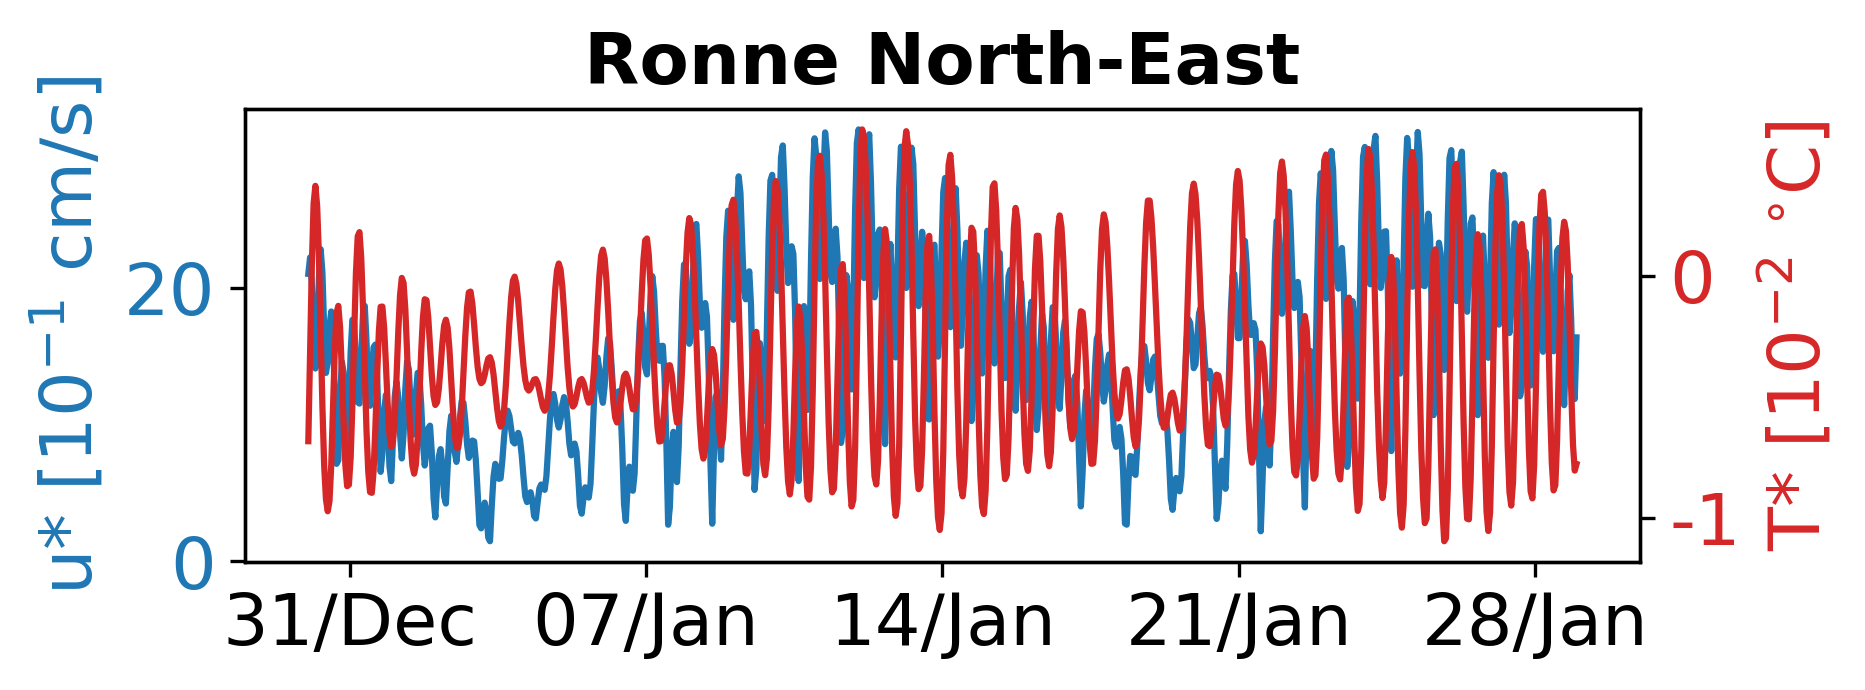 Ronne North-East
u* [10⁻¹ cm/s]
20
0
0
-1
T* [10⁻² °C]
31/Dec 07/Jan 14/Jan 21/Jan 28/Jan